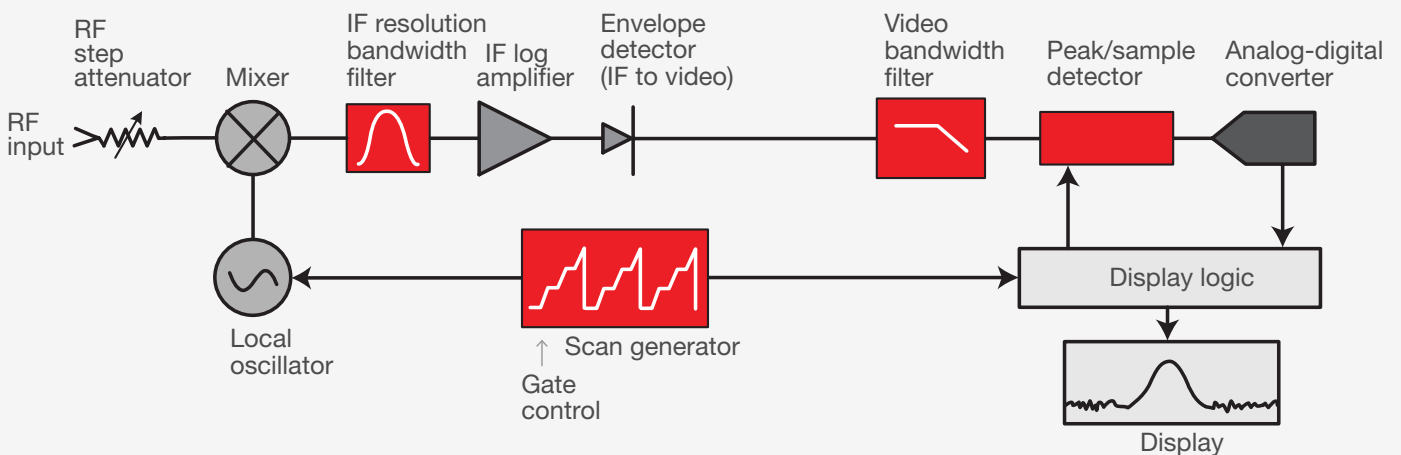 RF
step
attenuator
Mixer
IF resolution
bandwidth
filter
IF log
amplifier
Envelope
detector
(IF to video)
Video
bandwidth
filter
Peak/sample
detector
Analog-digital
converter
RF
input
Local
oscillator
Scan generator
Gate
control
Display logic
Display